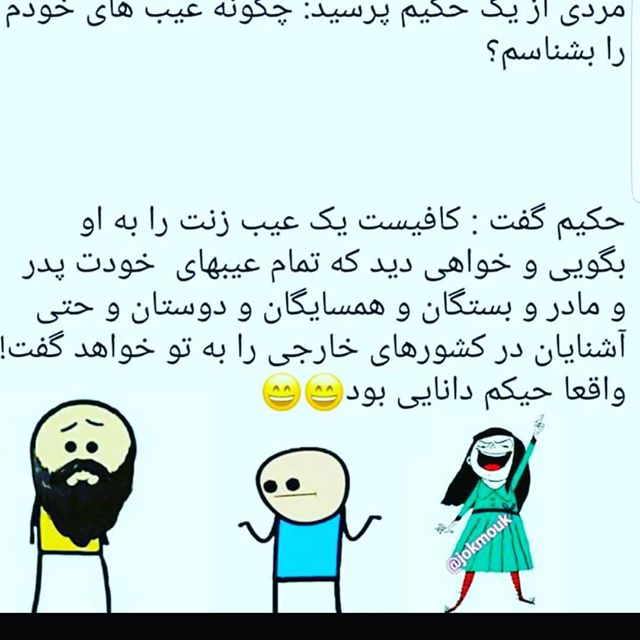 مردی از یک حکیم پرسید: چگونه عیب های خودم
را بشناسم؟
حکیم گفت : کافیست یک عیب زنت را به او
بگویی و خواهی دید که تمام عیبهای خودت پدر
و مادر و بستگان و همسایگان و دوستان و حتی
آشنایان در کشورهای خارجی را به تو خواهد گفت!
واقعا حیکم دانایی بود😄😄
@jokmouk